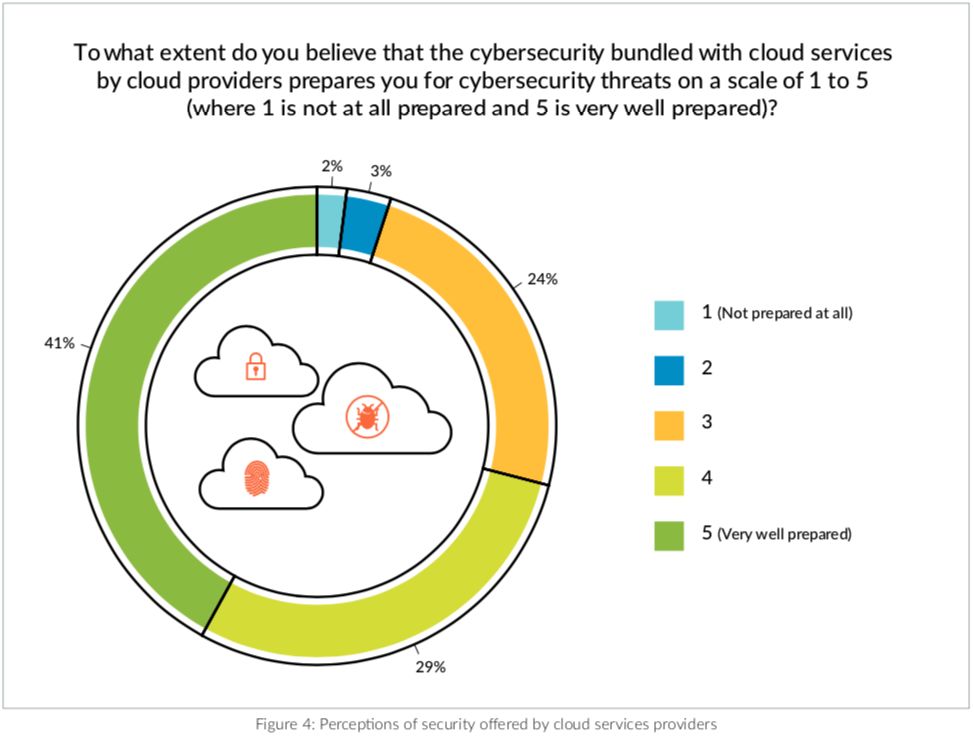 To what extent do you believe that the cybersecurity bundled with cloud services
by cloud providers prepares you for cybersecurity threats on a scale of 1 to 5
(where 1 is not at all prepared and 5 is very well prepared)?
2%
3%
24%
41%
29%
1 (Not prepared at all)
2
3
4
5 (Very well prepared)
Figure 4: Perceptions of security offered by cloud services providers